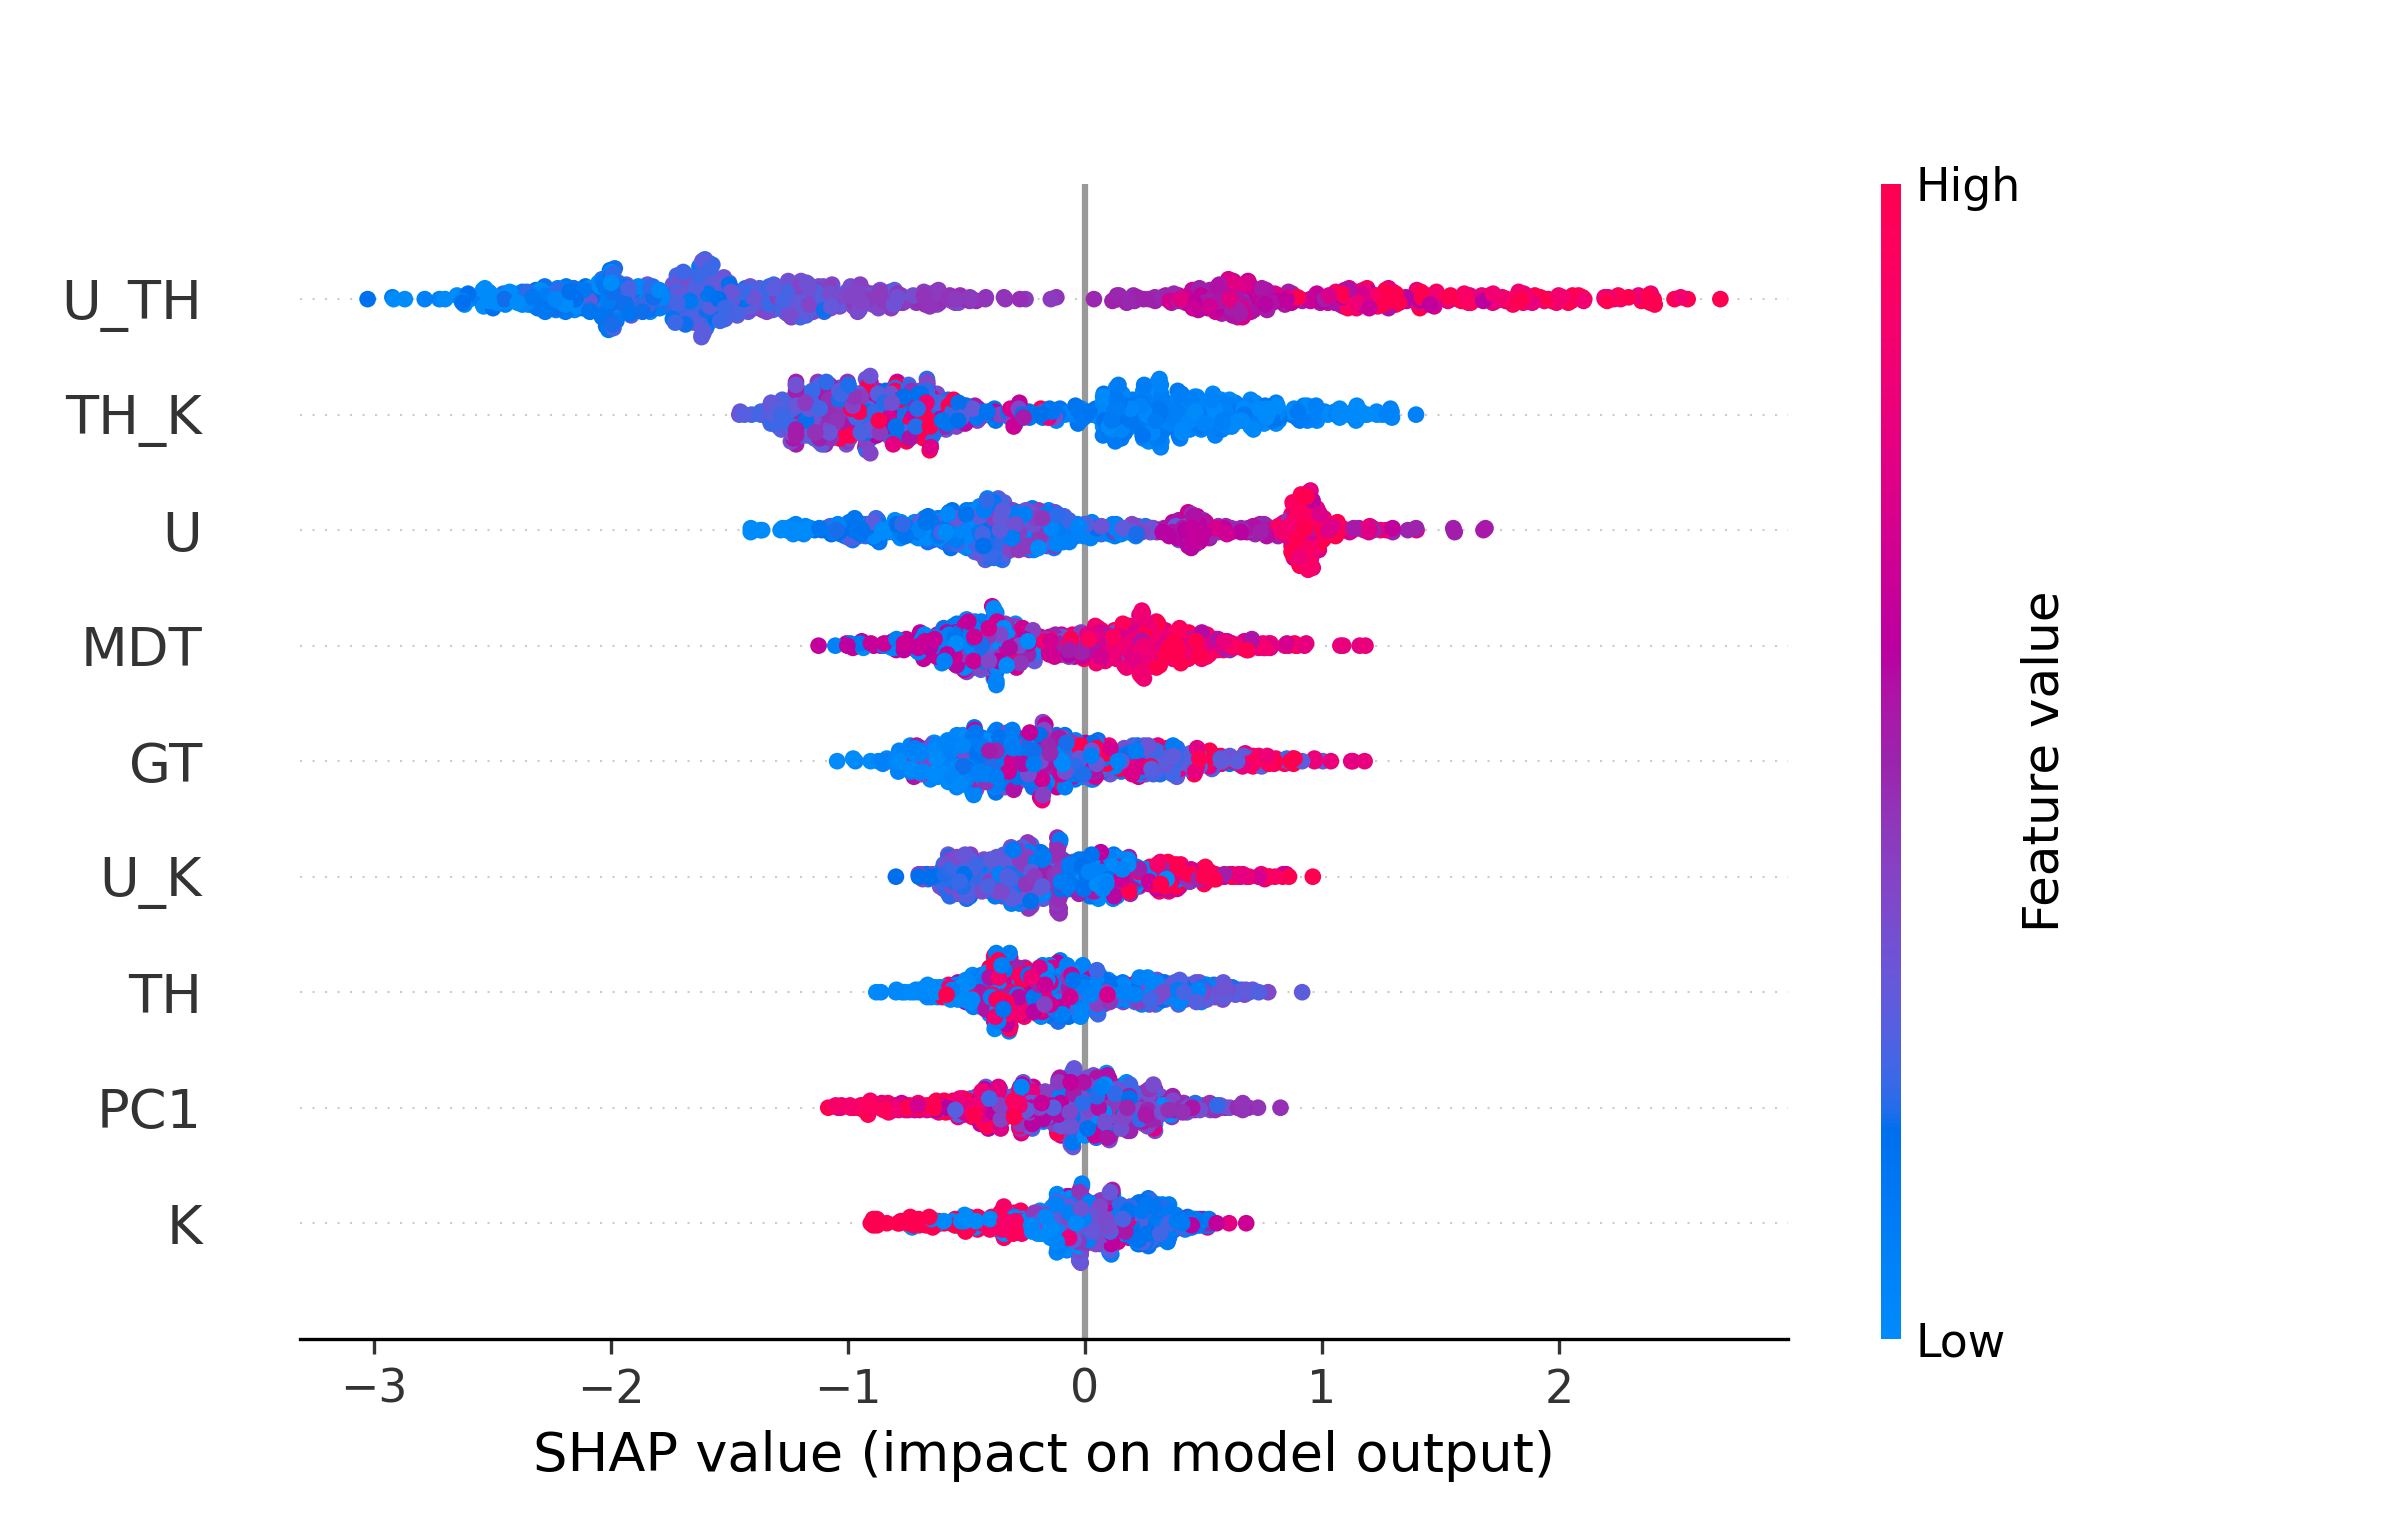 High
U_TH
TH_K
U
MDT
GT
U_K
TH
PC1
K
Feature value
Low
−3 −2 −1 0 1 2
SHAP value (impact on model output)